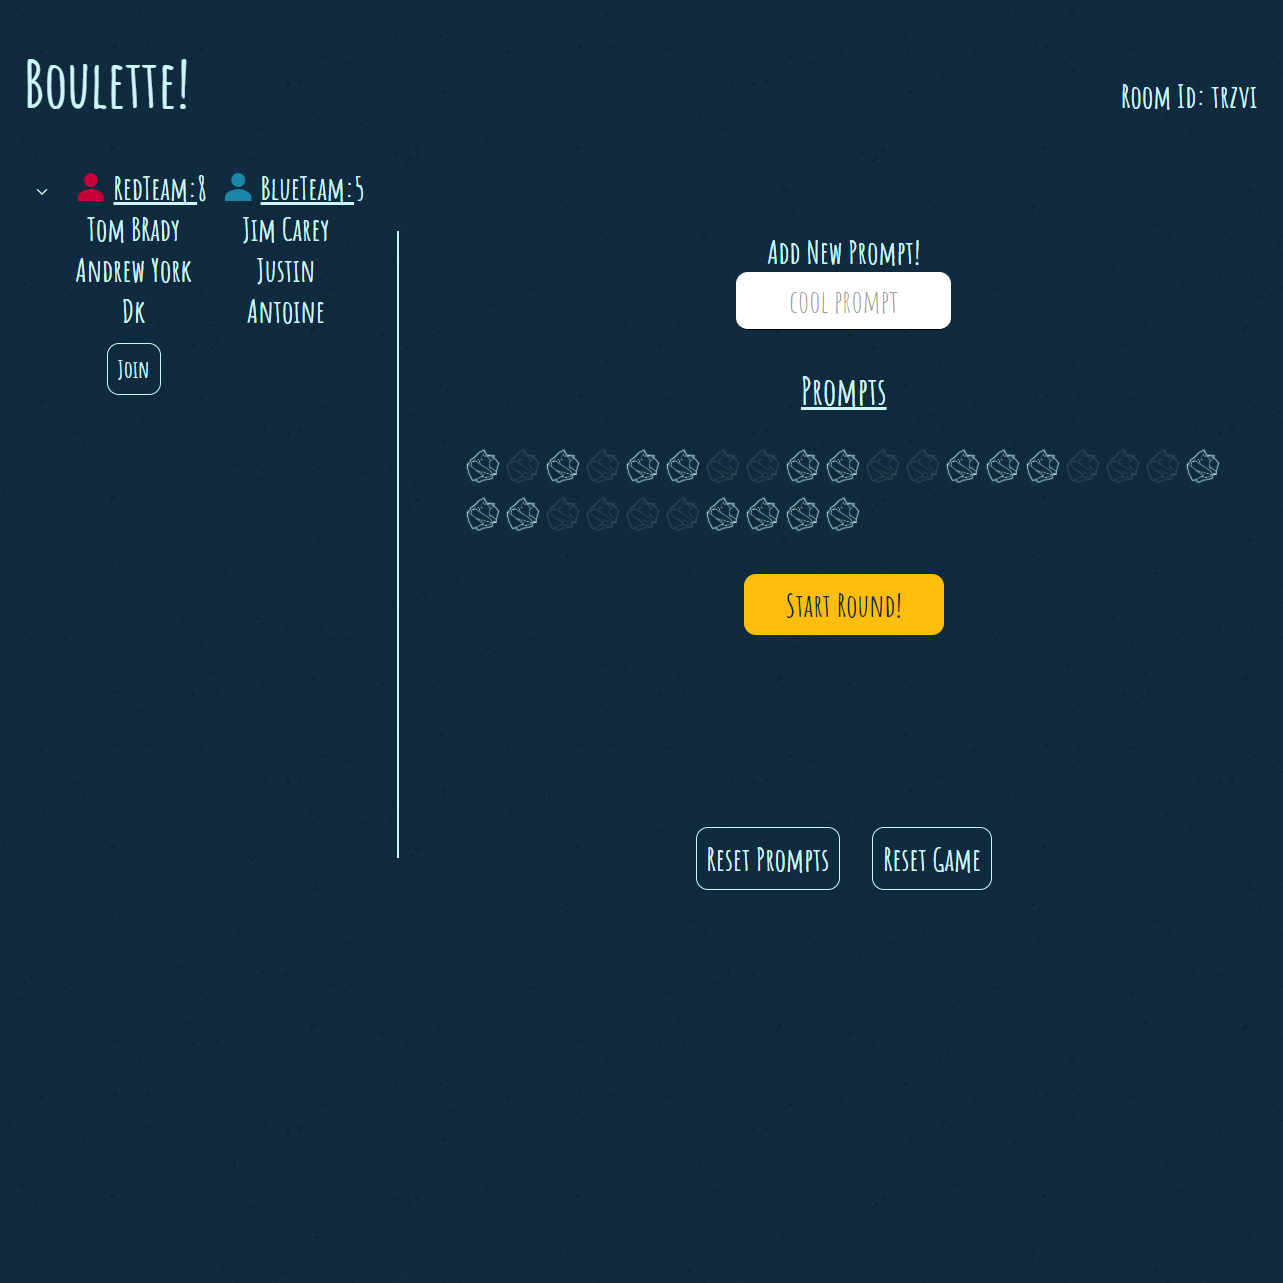 Boulette!
Room Id: trzvi
RedTeam:8
BlueTeam:5
Tom BRady
Jim Carey
Andrew York
Justin
Dk
Antoine
Join
Add New Prompt!
cool prompt
Prompts
Start Round!
Reset Prompts
Reset Game